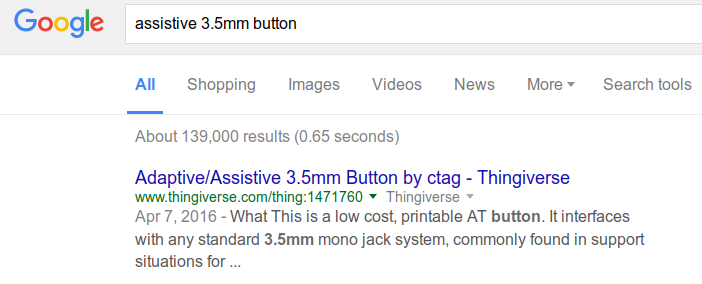 Google
assistive 3.5mm button
All Shopping Images Videos News More Search tools
About 139,000 results (0.65 seconds)
Adaptive/Assistive 3.5mm Button by ctag - Thingiverse
www.thingiverse.com/thing:1471760 Thingiverse
Apr 7, 2016 - What This is a low cost, printable AT button. It interfaces
with any standard 3.5mm mono jack system, commonly found in support
situations for ...